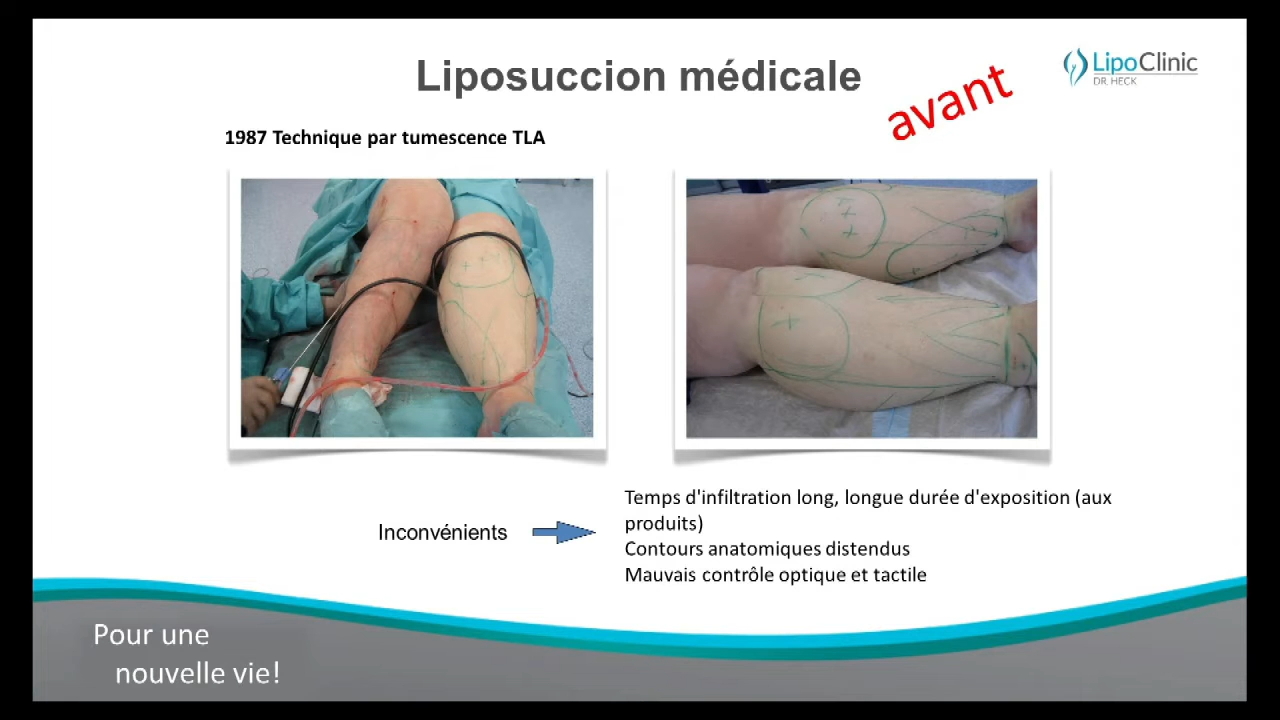 Liposuccion médicale
avant
LipoClinic
DR. HECK
1987 Technique par tumescence TLA
Inconvénients
Temps d'infiltration long, longue durée d'exposition (aux
produits)
Contours anatomiques distendus
Mauvais contrôle optique et tactile
Pour une
nouvelle vie!